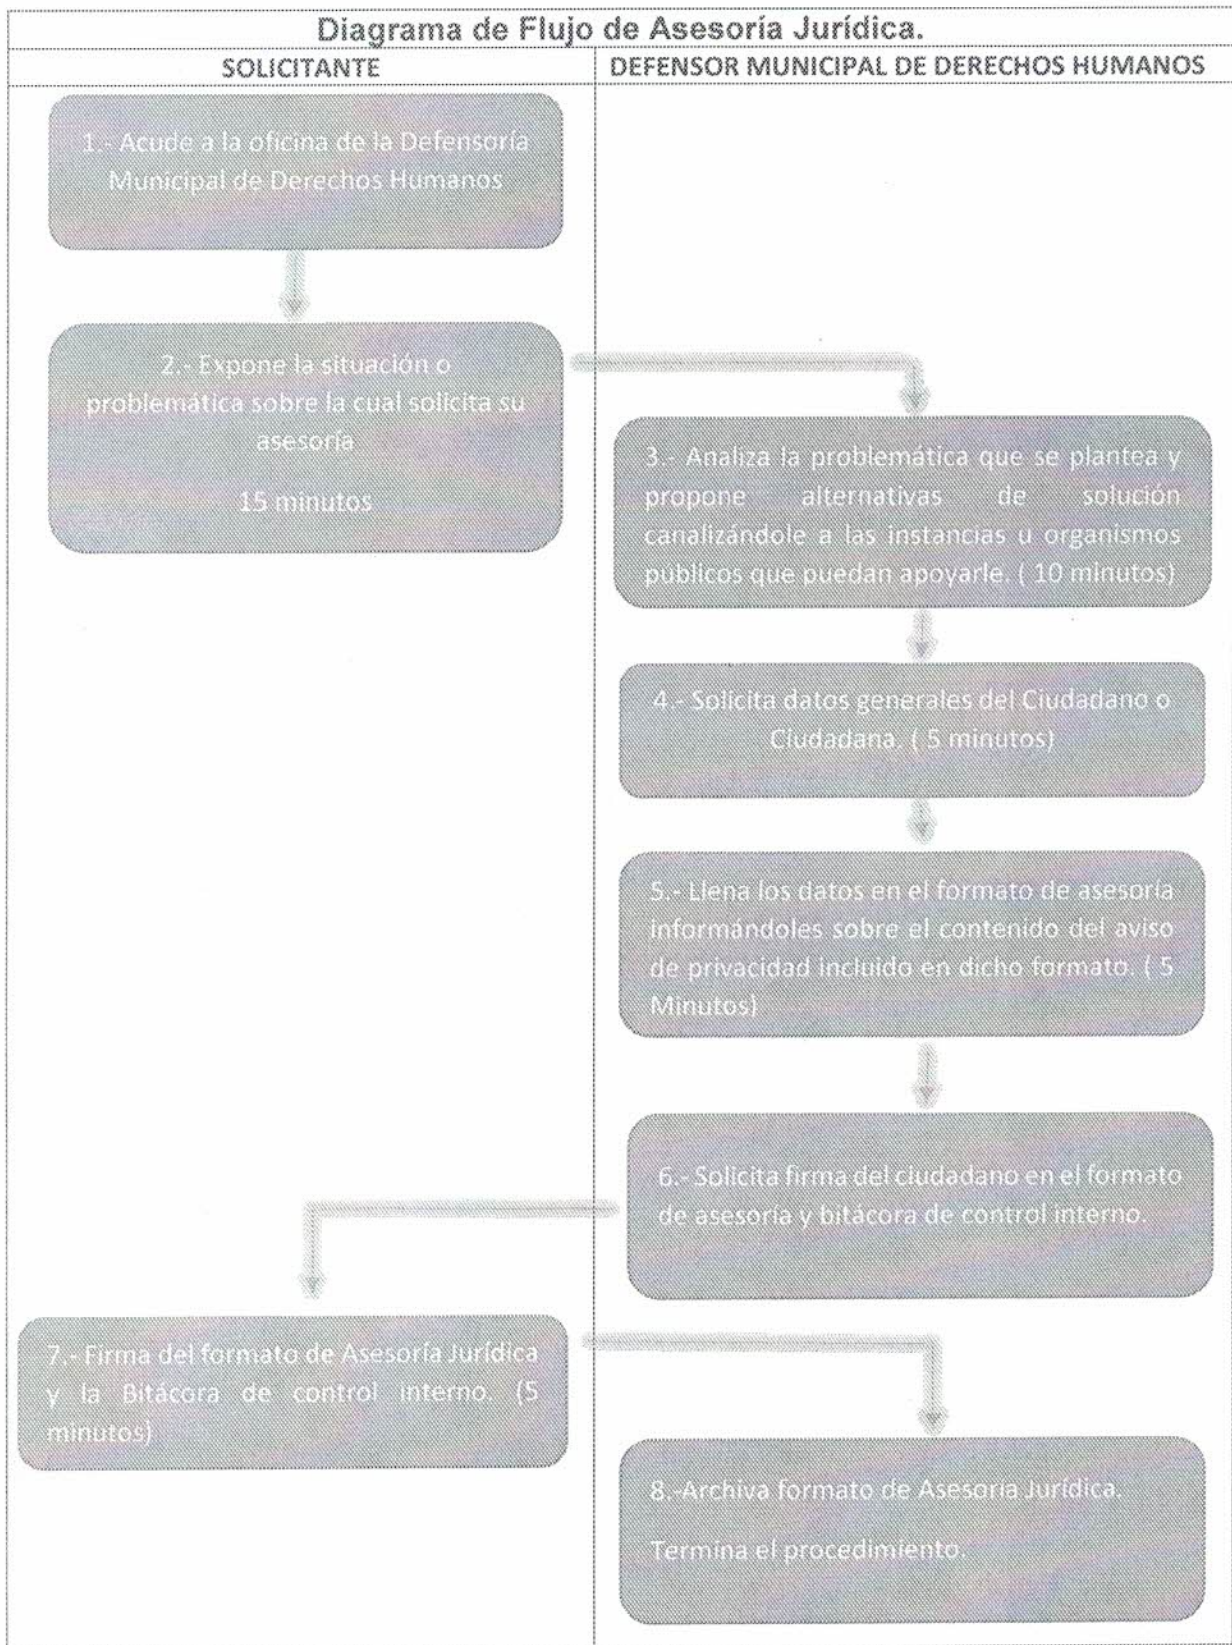 Diagrama de Flujo de Asesoría Jurídica.
SOLICITANTE
DEFENSOR MUNICIPAL DE DERECHOS HUMANOS
1.- Acude a la oficina de la Defensoría
Municipal de Derechos Humanos
2.- Expone la situación o
problemática sobre la cual solicita su
asesoría
15 minutos
3.- Analiza la problemática que se plantea y
propone alternativas de solución
canalizándole a las instancias u organismos
públicos que puedan apoyarle. ( 10 minutos)
4.- Solicita datos generales del Ciudadano o
Ciudadana. ( 5 minutos)
5.- Llena los datos en el formato de asesoría
informándoles sobre el contenido del aviso
de privacidad incluido en dicho formato. ( 5
Minutos)
6.- Solicita firma del ciudadano en el formato
de asesoría y bitácora de control interno.
7.- Firma del formato de Asesoría Jurídica
y la Bitácora de control interno. (5
minutos)
8.-Archiva formato de Asesoría Jurídica.
Termina el procedimiento.